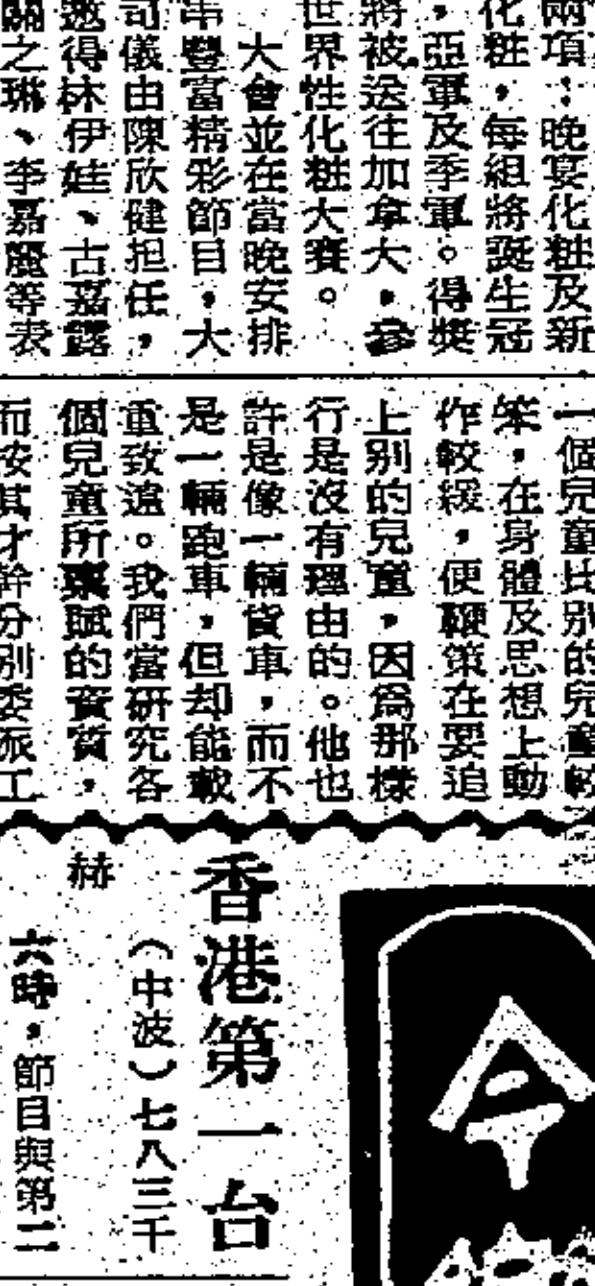 兩項：晚宴化粧及新
化粧，每組將誕生冠
，亞軍及季軍。得獎
將被送往加拿大，參
世界性化粧大賽。
大會並在當晚安排
串豐富精彩節目，大
司儀由陳欣健担任，
邀得林伊娃、古嘉露
關之琳、李嘉麗等表
一個兒童比别的兒童較
笨，在身體及思想上動
作較緩，便鞭策在要追
上别的兒童，因爲那樣
行是沒有理由的。他也
許是像一輛貨車，而不
是一輛跑車，但却能載
重致遠。我們當研究各
個兒童所稟賦的資質，
而按其才幹分别委派工
今
香港第一台
（中波）七八三千
赫
六時，節目與第二